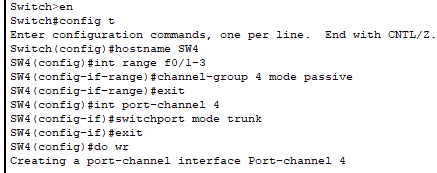 Switch>en
Switch#config t
Enter configuration commands, one per line.  End with CNTL/Z.
Switch(config)#hostname SW4
SW4(config)#int range f0/1-3
SW4(config-if-range)#channel-group 4 mode passive
SW4(config-if-range)#exit
SW4(config)#int port-channel 4
SW4(config-if)#switchport mode trunk
SW4(config-if)#exit
SW4(config)#do wr
Creating a port-channel interface Port-channel 4